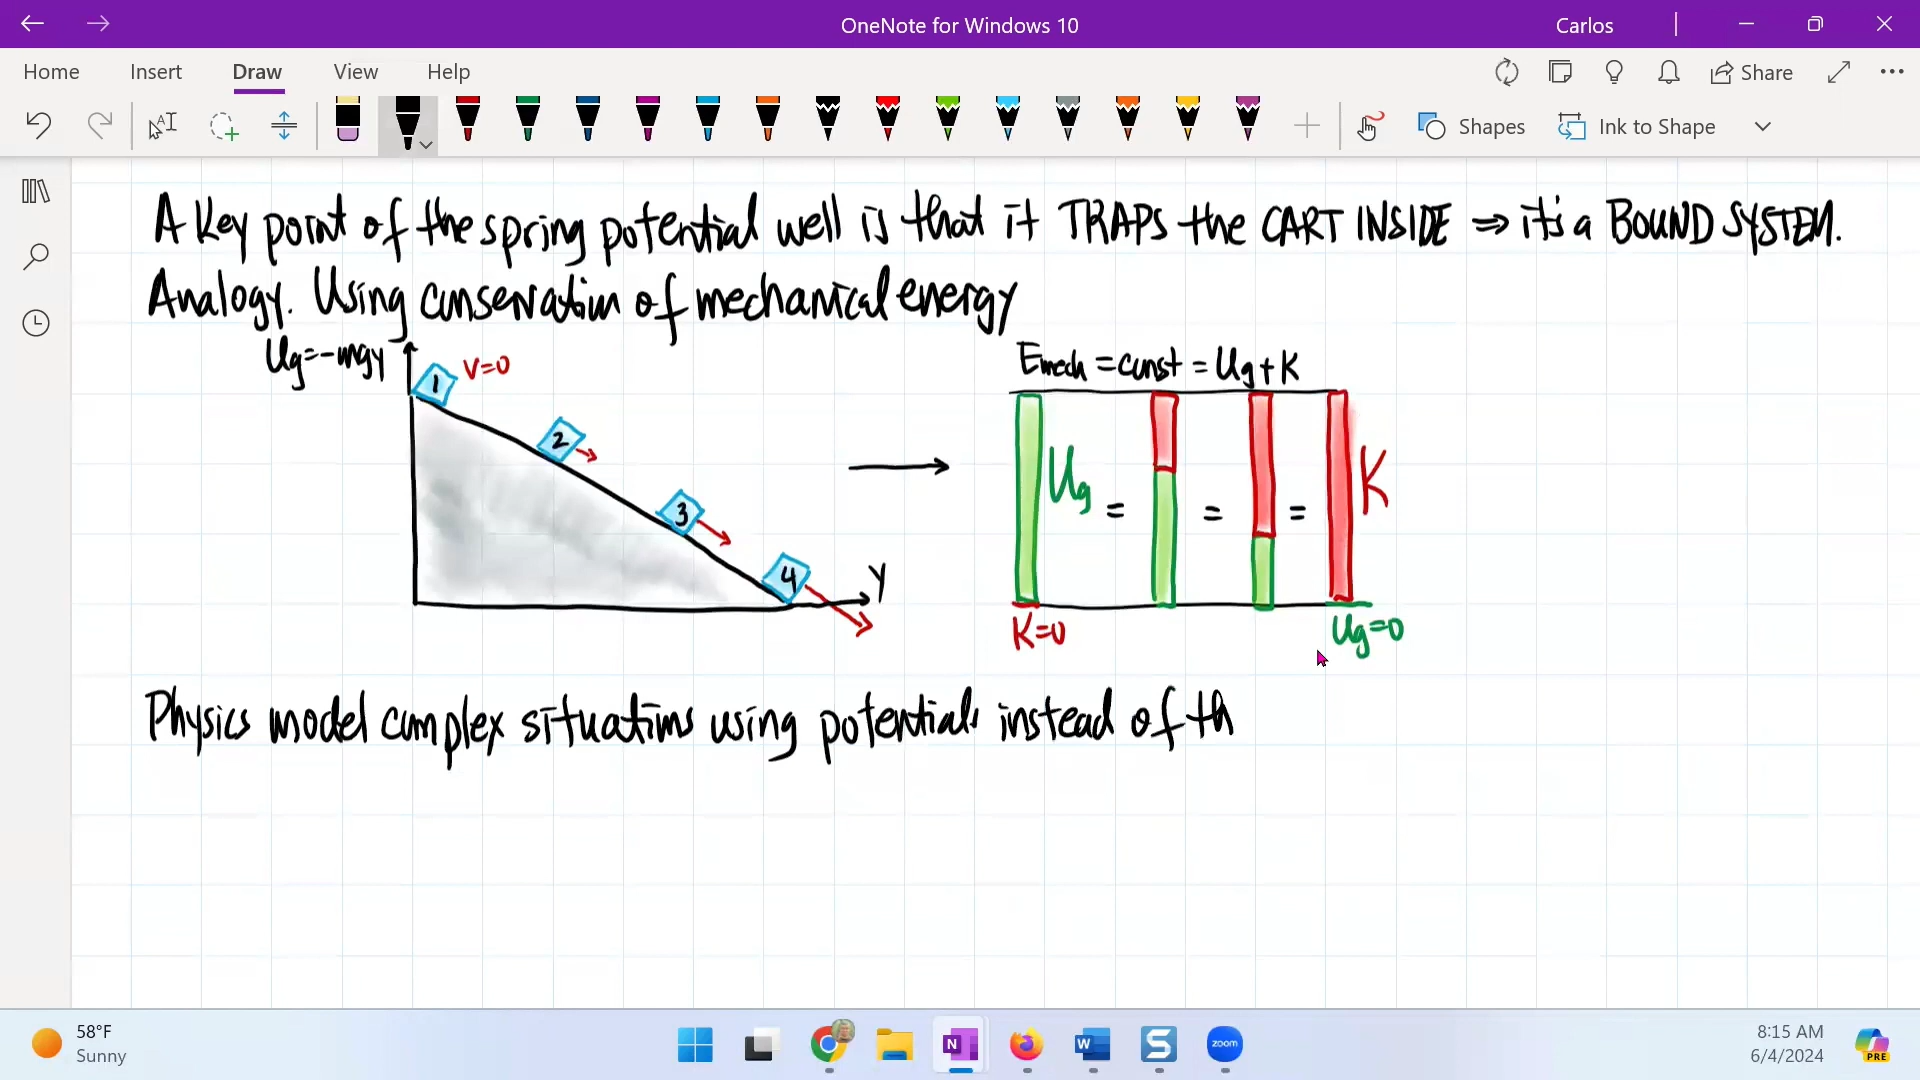 OneNote for Windows 10
Carlos
Home Insert Draw View Help
Share
Shapes Ink to Shape
A key point of the spring potential well is that it TRAPS the CART INSIDE ⇒ it's a BOUND SYSTEM.
Analogy. Using conservation of mechanical energy
Ug=-mgy
1 V=0
2
3
4
Y
Emech = const = Ug+K
Ug = = = K
K=0
Ug=0
Physics model complex situations using potentials instead of th
58°F
Sunny
N
W
S
zoom
8:15 AM
6/4/2024
PRE